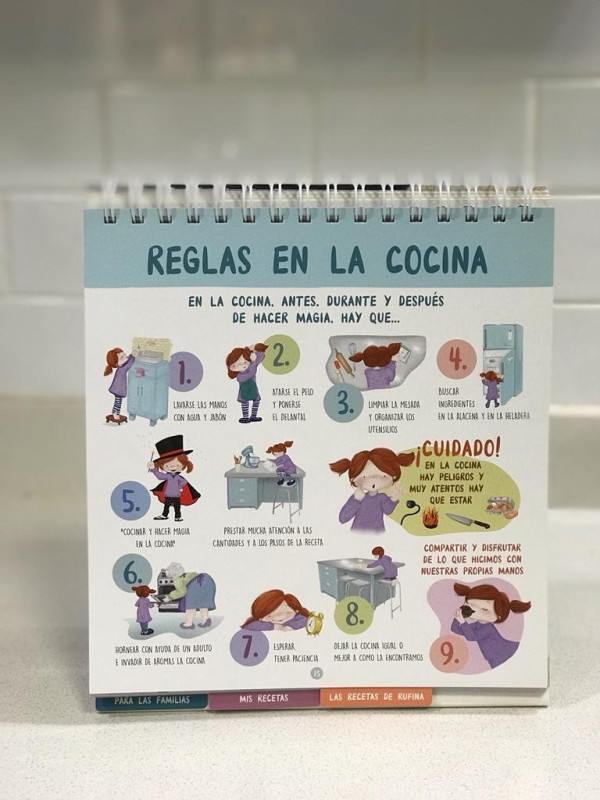 REGLAS EN LA COCINA
EN LA COCINA, ANTES, DURANTE Y DESPUÉS
DE HACER MAGIA, HAY QUE...
1.
LAVARSE LAS MANOS
CON AGUA Y JABÓN
2.
ATARSE EL PELO
Y PONERSE
EL DELANTAL
3.
LIMPIAR LA MESADA
Y ORGANIZAR LOS
UTENSILIOS
4.
BUSCAR
INGREDIENTES
EN LA ALACENA Y EN LA HELADERA
5.
"COCINAR Y HACER MAGIA
EN LA COCINA"
PRESTAR MUCHA ATENCIÓN A LAS
CANTIDADES Y A LOS PASOS DE LA RECETA
¡CUIDADO!
EN LA COCINA
HAY PELIGROS Y
MUY ATENTOS HAY
QUE ESTAR
6.
HORNEAR CON AYUDA DE UN ADULTO
E INVADIR DE AROMAS LA COCINA
7.
ESPERAR,
TENER PACIENCIA
8.
DEJAR LA COCINA IGUAL O
MEJOR A COMO LA ENCONTRAMOS
COMPARTIR Y DISFRUTAR
DE LO QUE HICIMOS CON
NUESTRAS PROPIAS MANOS
9.
15
PARA LAS FAMILIAS
MIS RECETAS
LAS RECETAS DE RUFINA